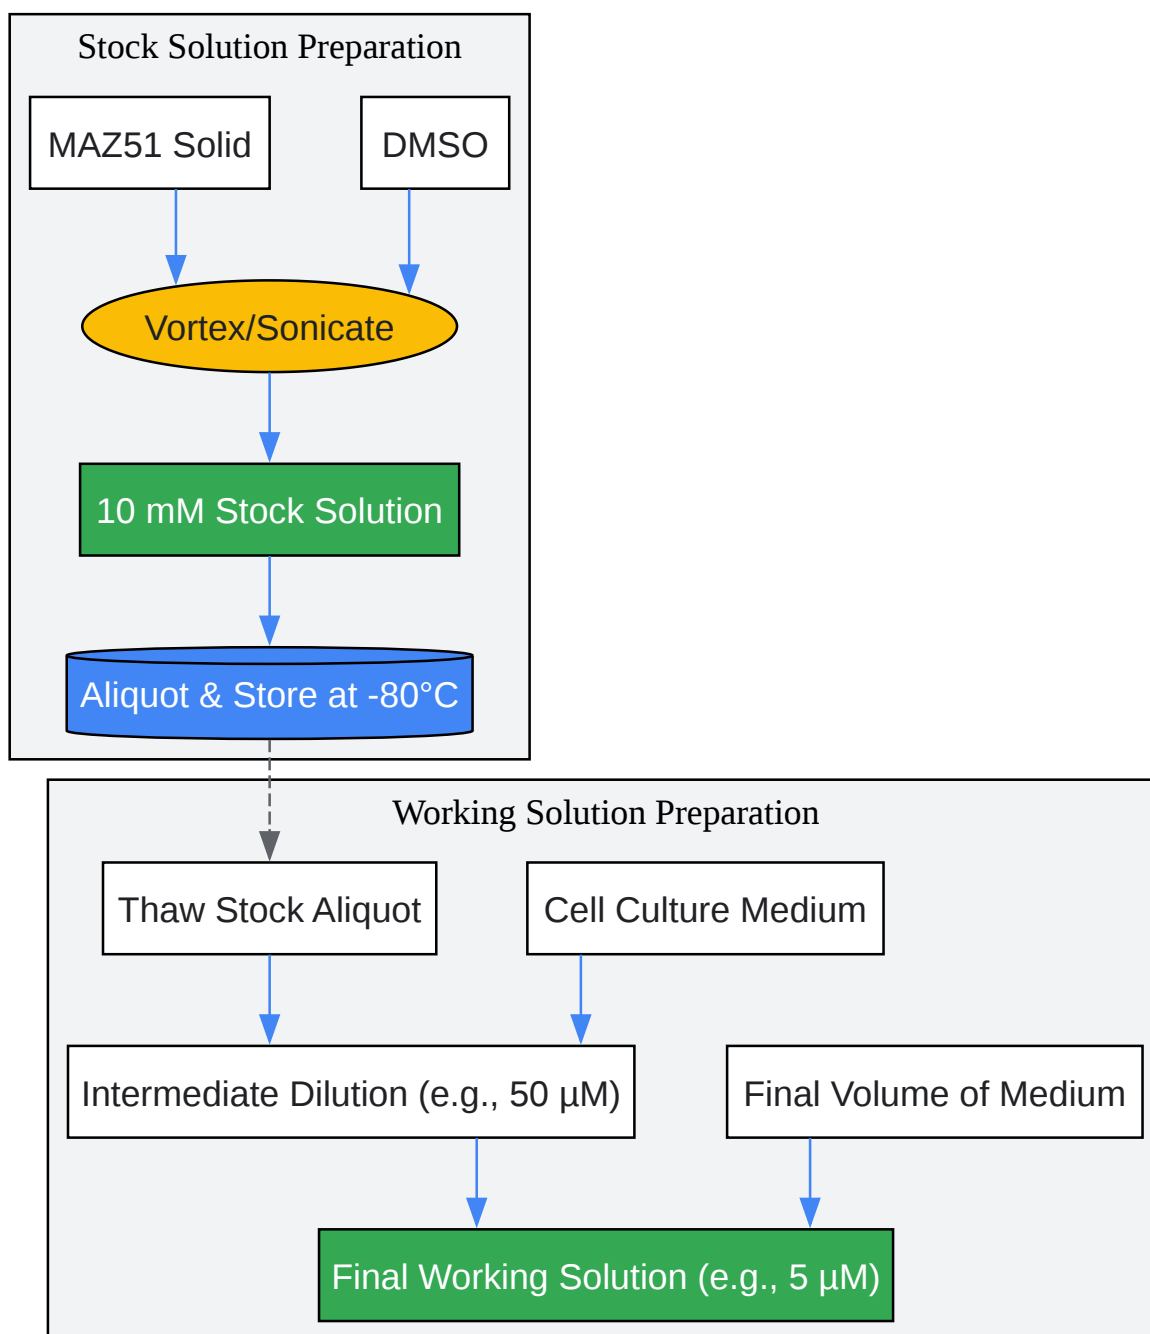 Stock Solution Preparation
MAZ51 Solid
DMSO
Vortex/Sonicate
10 mM Stock Solution
Aliquot & Store at -80°C
Working Solution Preparation
Thaw Stock Aliquot
Cell Culture Medium
Intermediate Dilution (e.g., 50 µM)
Final Volume of Medium
Final Working Solution (e.g., 5 µM)